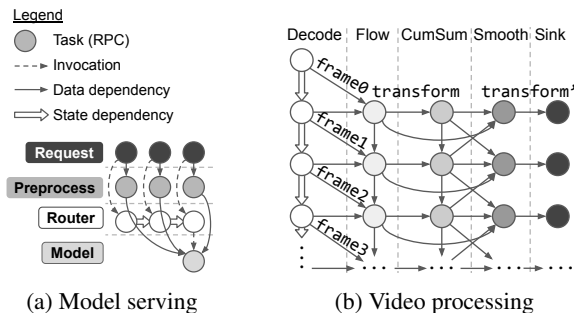 Legend
Task (RPC)
Invocation
Data dependency
State dependency
Request
Preprocess
Router
Model
(a) Model serving
Decode Flow CumSum Smooth Sink
frame0
transform transform'
frame1
frame2
frame3
(b) Video processing